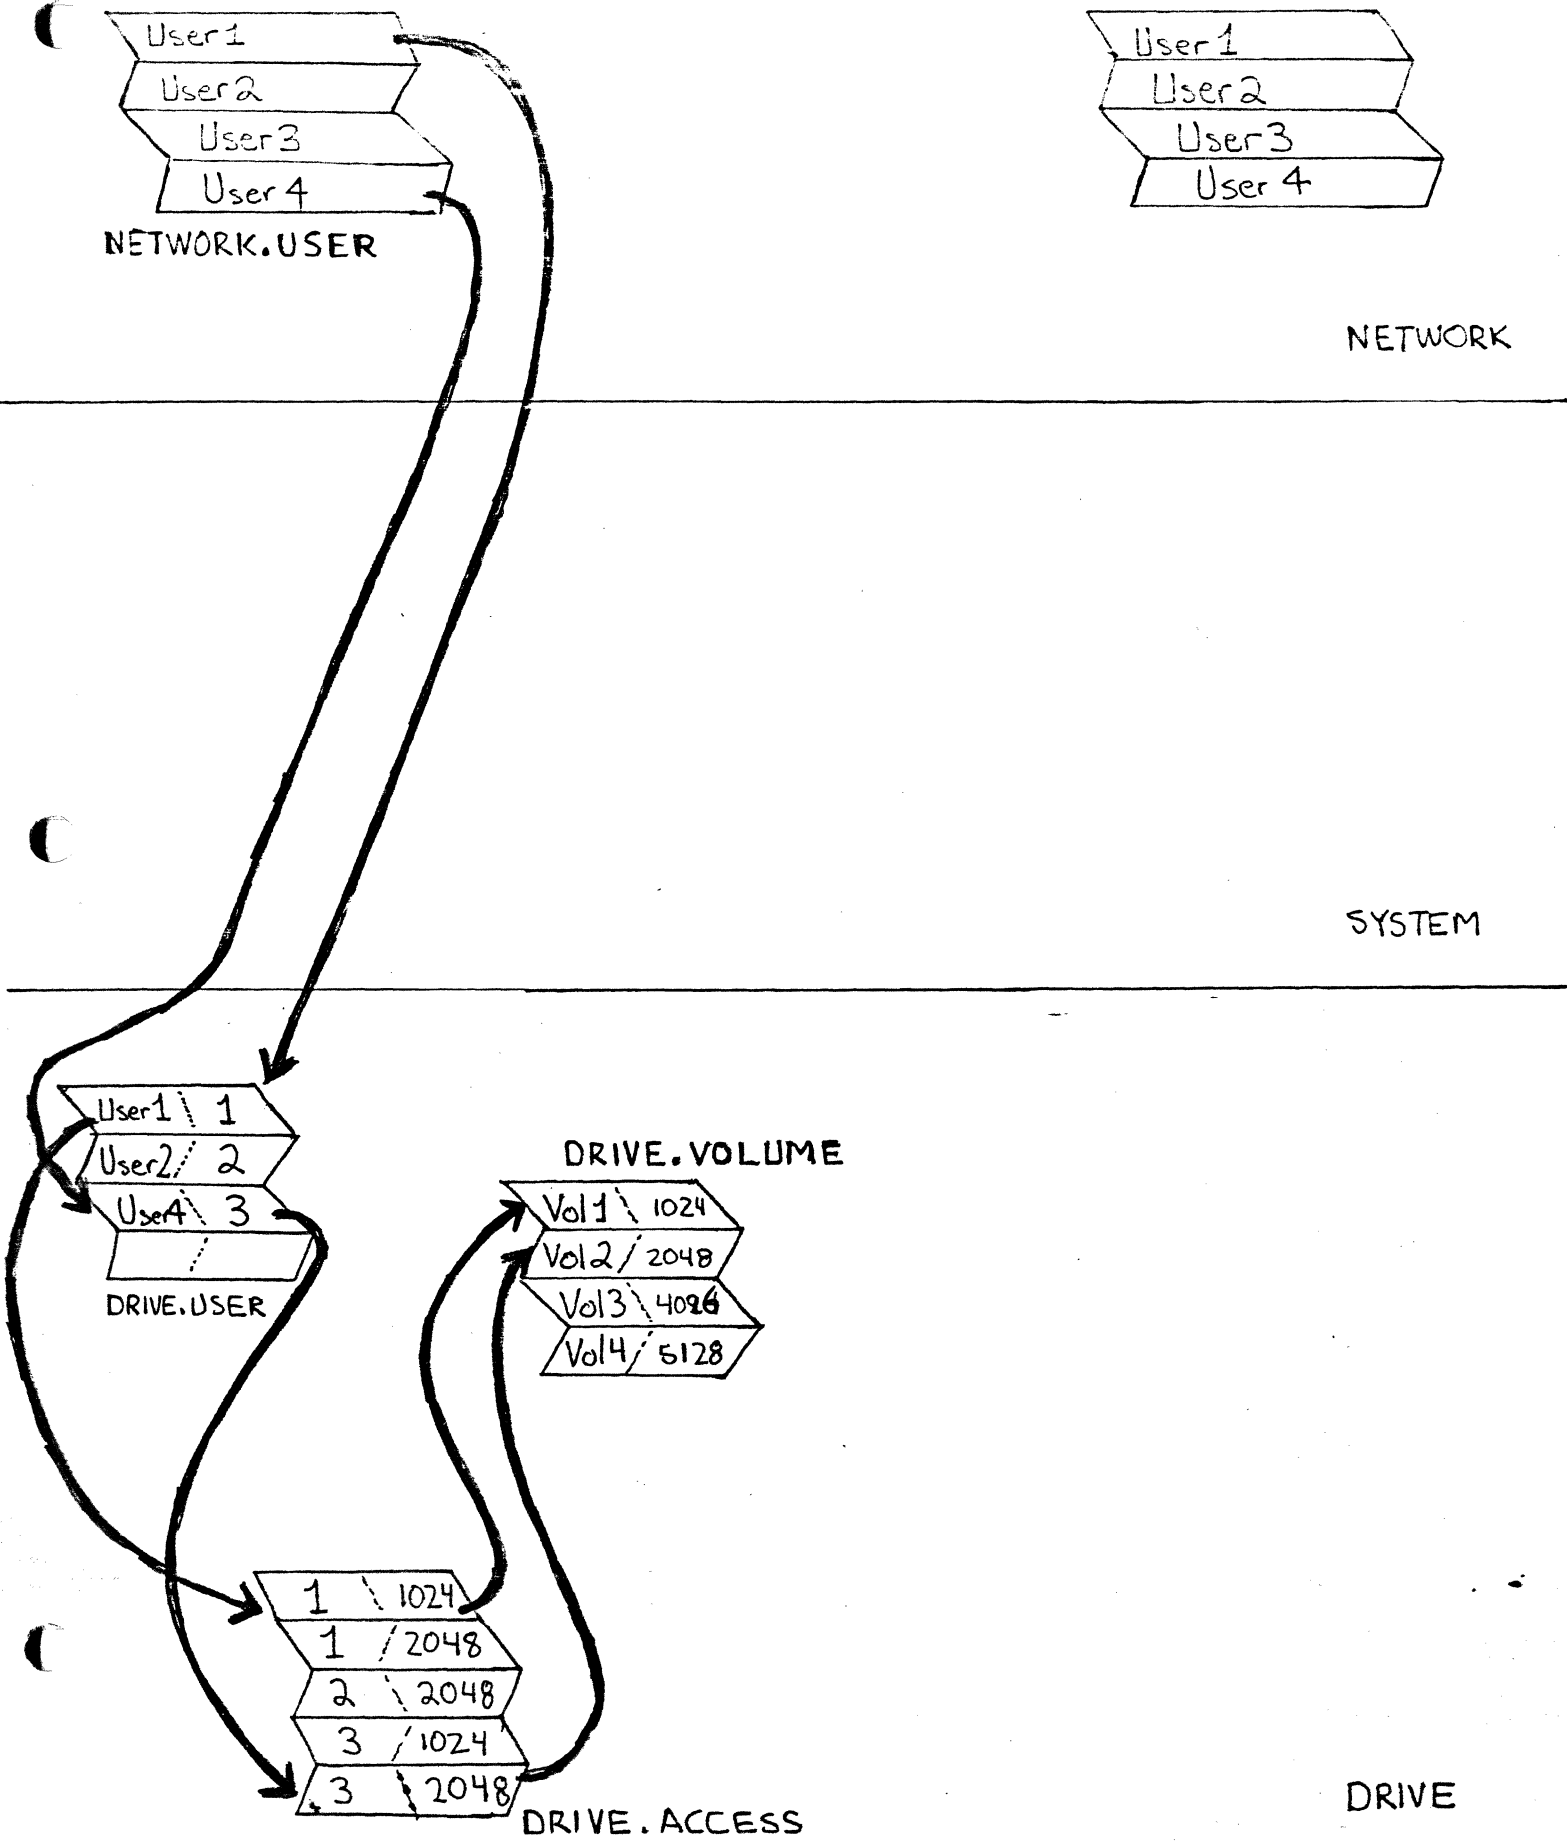 User1
User2
User3
User4
NETWORK.USER
User1
User2
User3
User4
NETWORK
SYSTEM
User1 1
User2 2
User4 3
DRIVE.USER
DRIVE.VOLUME
Vol1 1024
Vol2 2048
Vol3 4096
Vol4 5128
1 1024
1 2048
2 2048
3 1024
3 2048
DRIVE.ACCESS
DRIVE